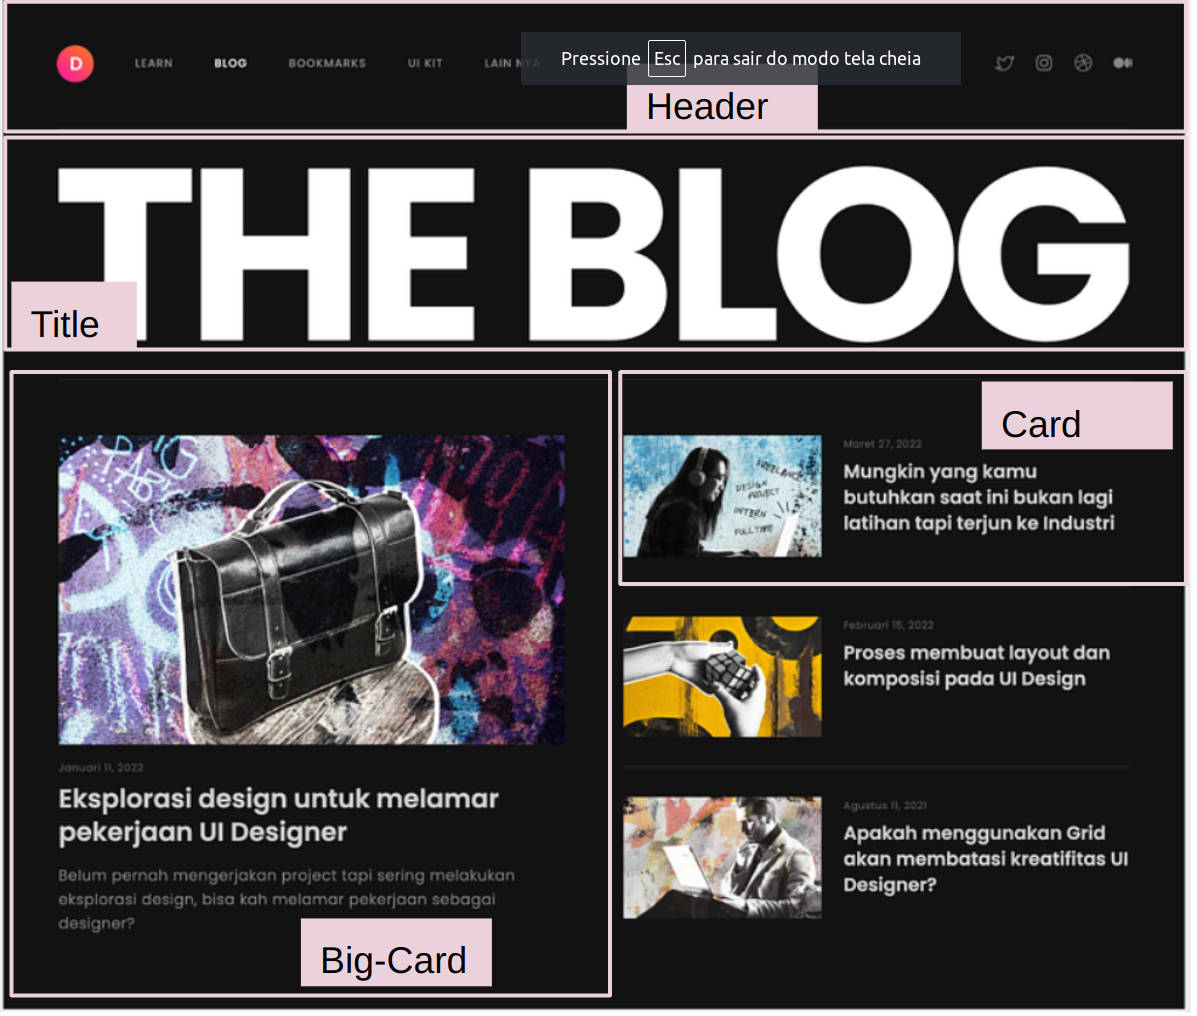 D
LEARN
BLOG
BOOKMARKS
UI KIT
LAIN NYA
Pressione Esc para sair do modo tela cheia
Header
THE BLOG
Title
Januari 11, 2022
Eksplorasi design untuk melamar
pekerjaan UI Designer
Belum pernah mengerjakan project tapi sering melakukan
eksplorasi design, bisa kah melamar pekerjaan sebagai
designer?
Big-Card
Card
FREELANCE
DESIGN
PROJECT
INTERN
FULL TIME
Maret 27, 2022
Mungkin yang kamu
butuhkan saat ini bukan lagi
latihan tapi terjun ke Industri
Februari 15, 2022
Proses membuat layout dan
komposisi pada UI Design
Agustus 11, 2021
Apakah menggunakan Grid
akan membatasi kreatifitas UI
Designer?